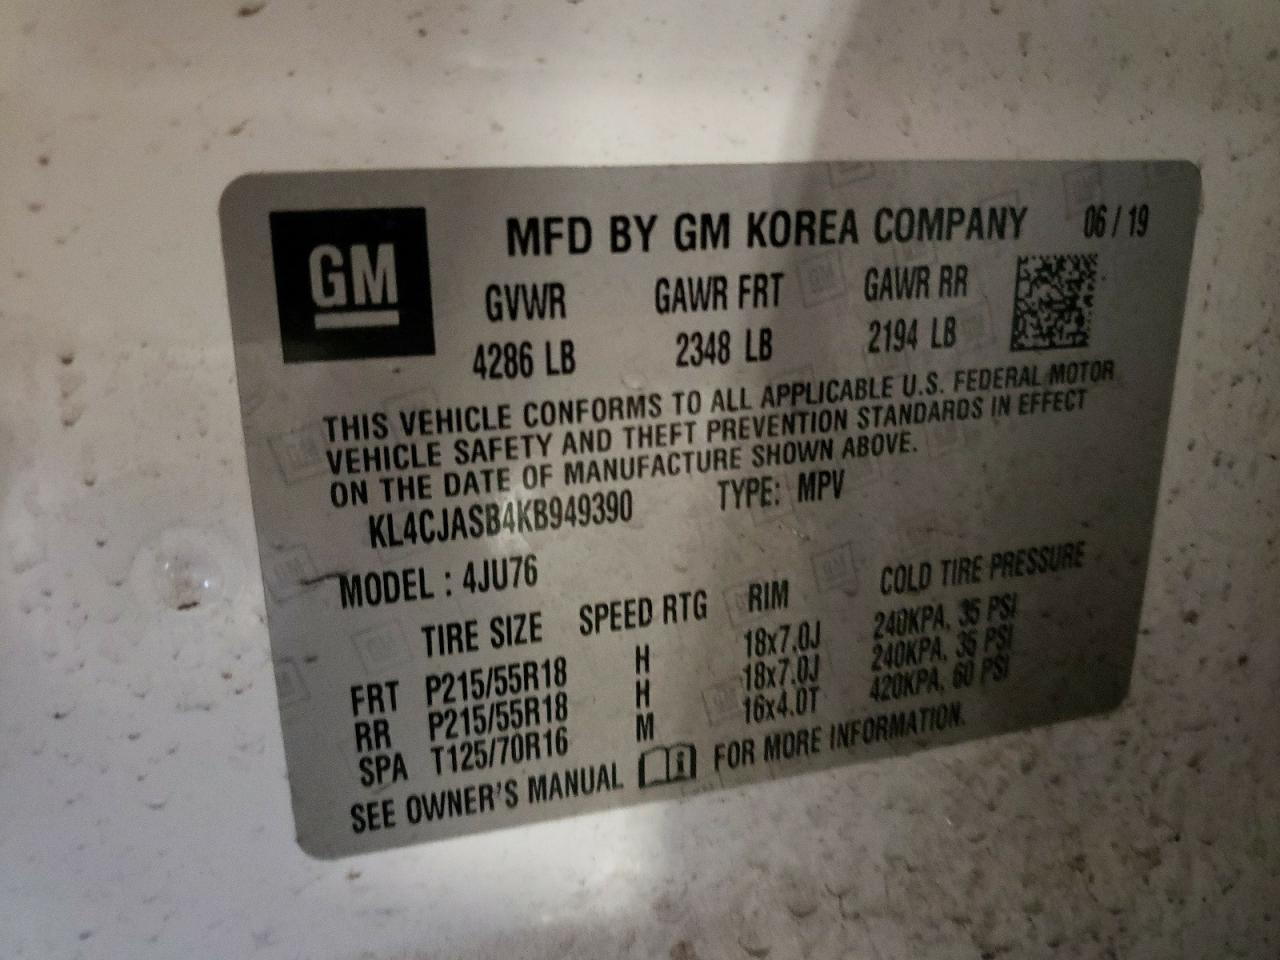 GM
MFD BY GM KOREA COMPANY 06 / 19
GVWR GAWR FRT GAWR RR
4286 LB 2348 LB 2194 LB
THIS VEHICLE CONFORMS TO ALL APPLICABLE U.S. FEDERAL MOTOR
VEHICLE SAFETY AND THEFT PREVENTION STANDARDS IN EFFECT
ON THE DATE OF MANUFACTURE SHOWN ABOVE.
KL4CJASB4KB949390 TYPE: MPV
MODEL : 4JU76
TIRE SIZE SPEED RTG RIM COLD TIRE PRESSURE
FRT P215/55R18 H 18x7.0J 240KPA, 35 PSI
RR P215/55R18 H 18x7.0J 240KPA, 35 PSI
SPA T125/70R16 M 16x4.0T 420KPA, 60 PSI
SEE OWNER'S MANUAL FOR MORE INFORMATION.